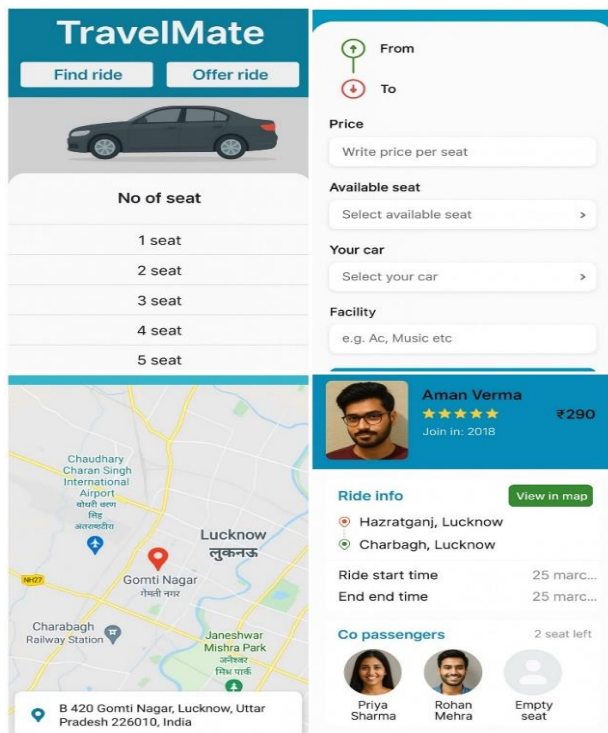 TravelMate
Find ride
Offer ride
No of seat
1 seat
2 seat
3 seat
4 seat
5 seat
From
To
Price
Write price per seat
Available seat
Select available seat
Your car
Select your car
Facility
e.g. Ac, Music etc
Chaudhary
Charan Singh
International
Airport
चोधरी चरण
सिंह
Lucknow
लुकनऊ
NH27
Gomti Nagar
गेमती नगर
Charabagh
Railway Station
Janeshwar
Mishra Park
जनेश्वर
मिश्र पार्क
B 420 Gomti Nagar, Lucknow, Uttar
Pradesh 226010, India
Aman Verma
₹290
Join in: 2018
Ride info
View in map
Hazratganj, Lucknow
Charbagh, Lucknow
Ride start time 25 marc...
End end time 25 marc...
Co passengers 2 seat left
Priya
Sharma
Rohan
Mehra
Empty
seat